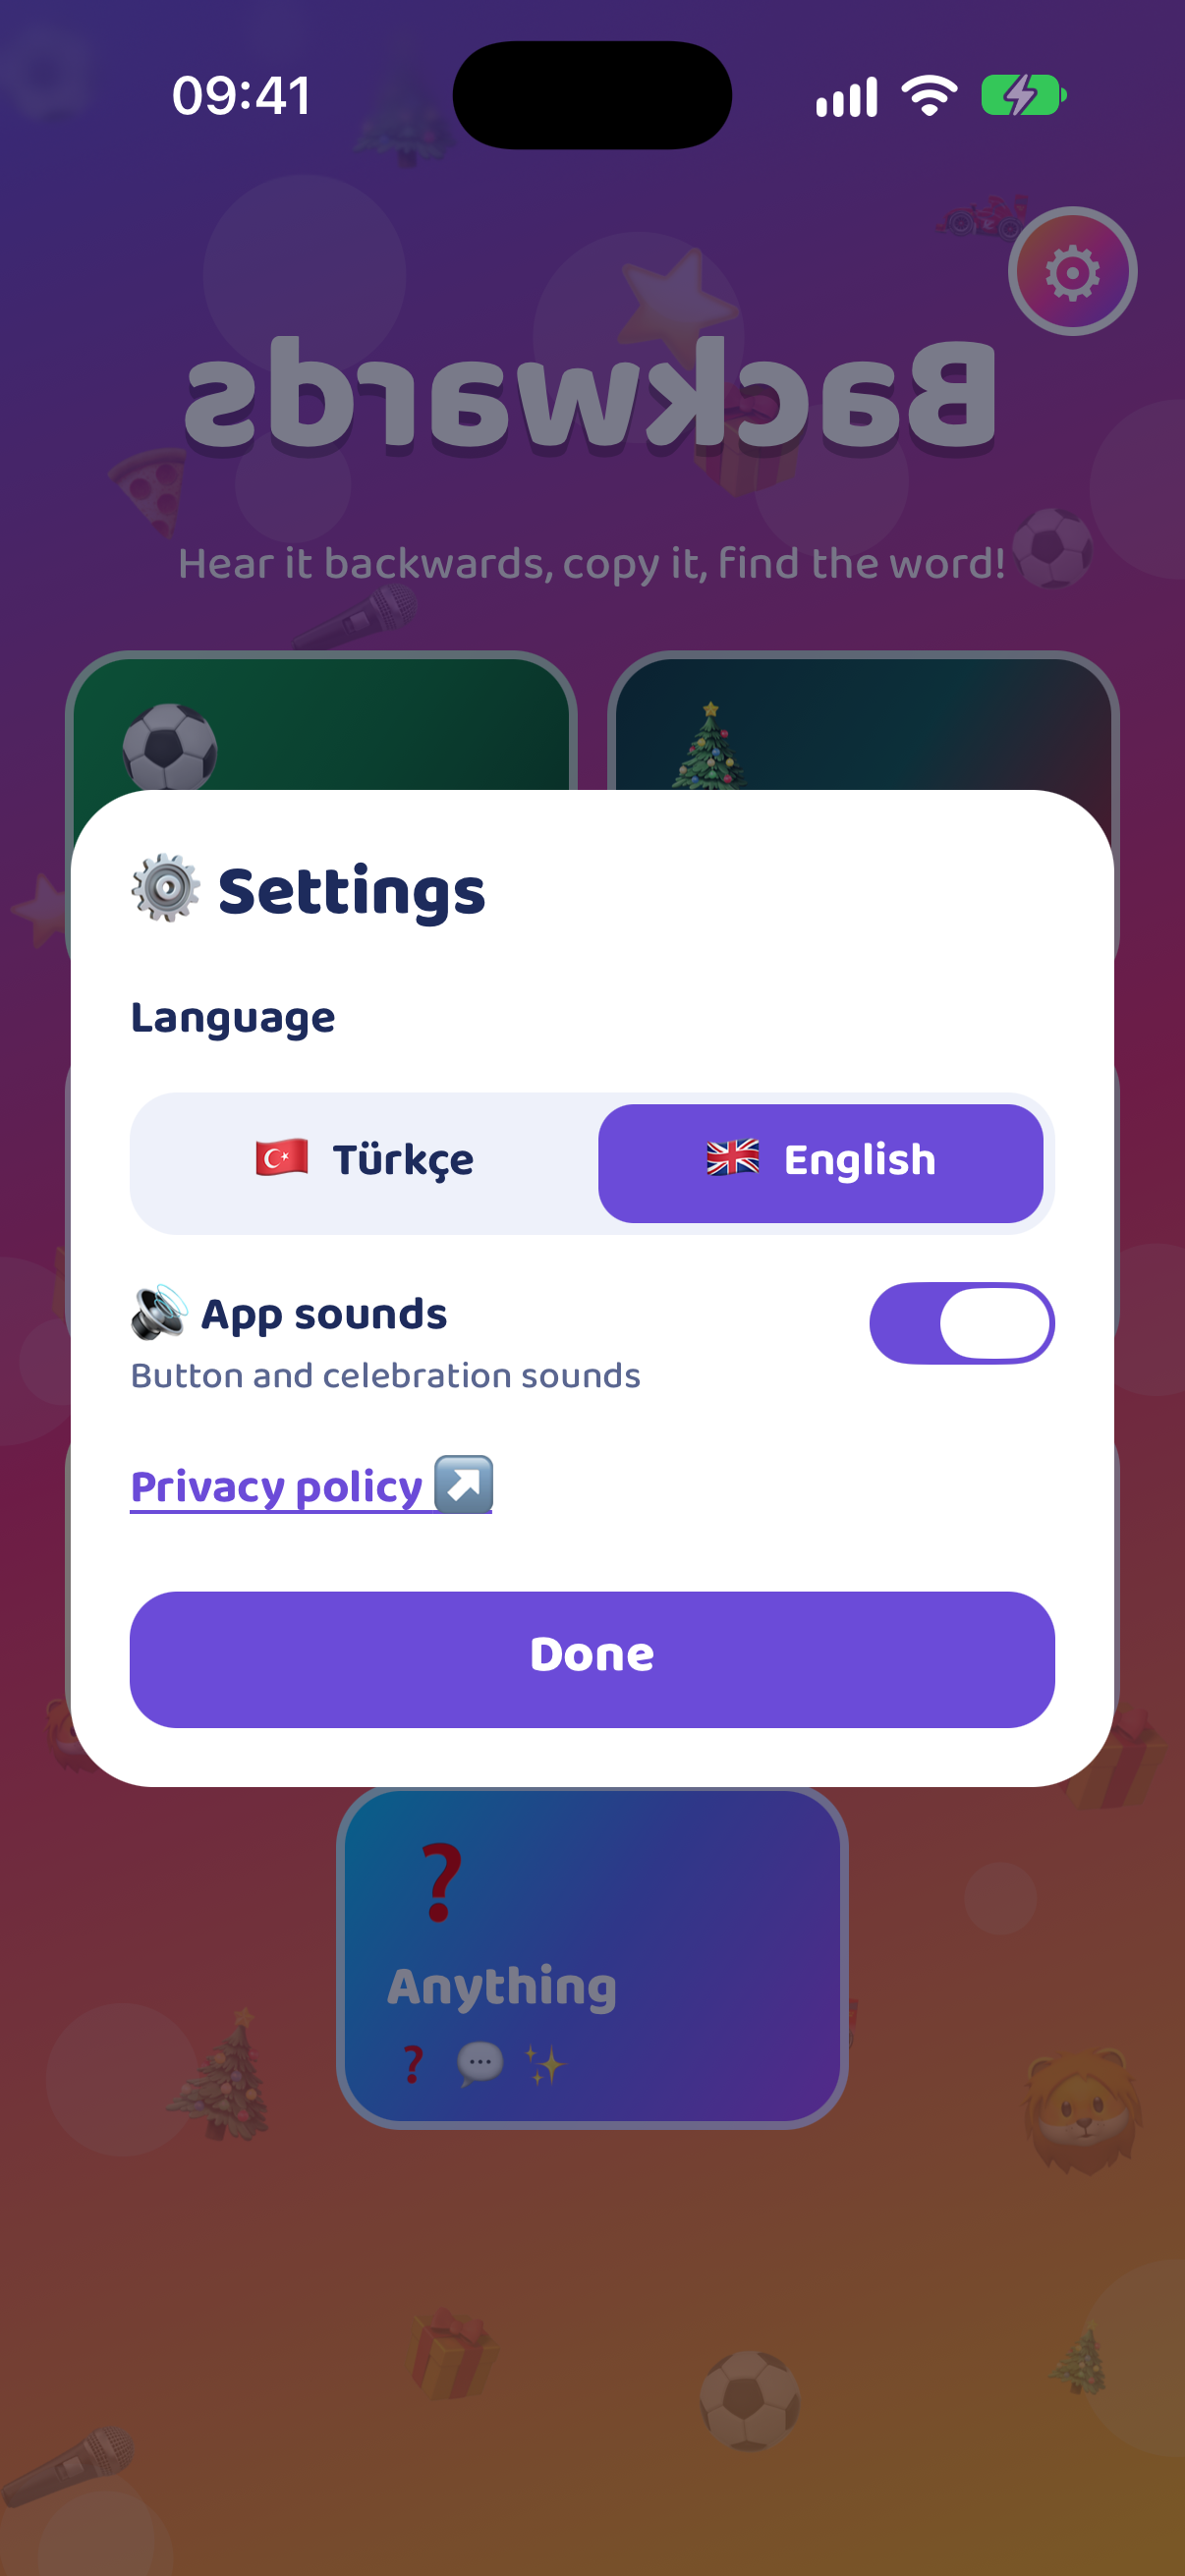 09:41
Backwards
Hear it backwards, copy it, find the word!
Settings
Language
Türkçe
English
App sounds
Button and celebration sounds
Privacy policy
Done
Anything